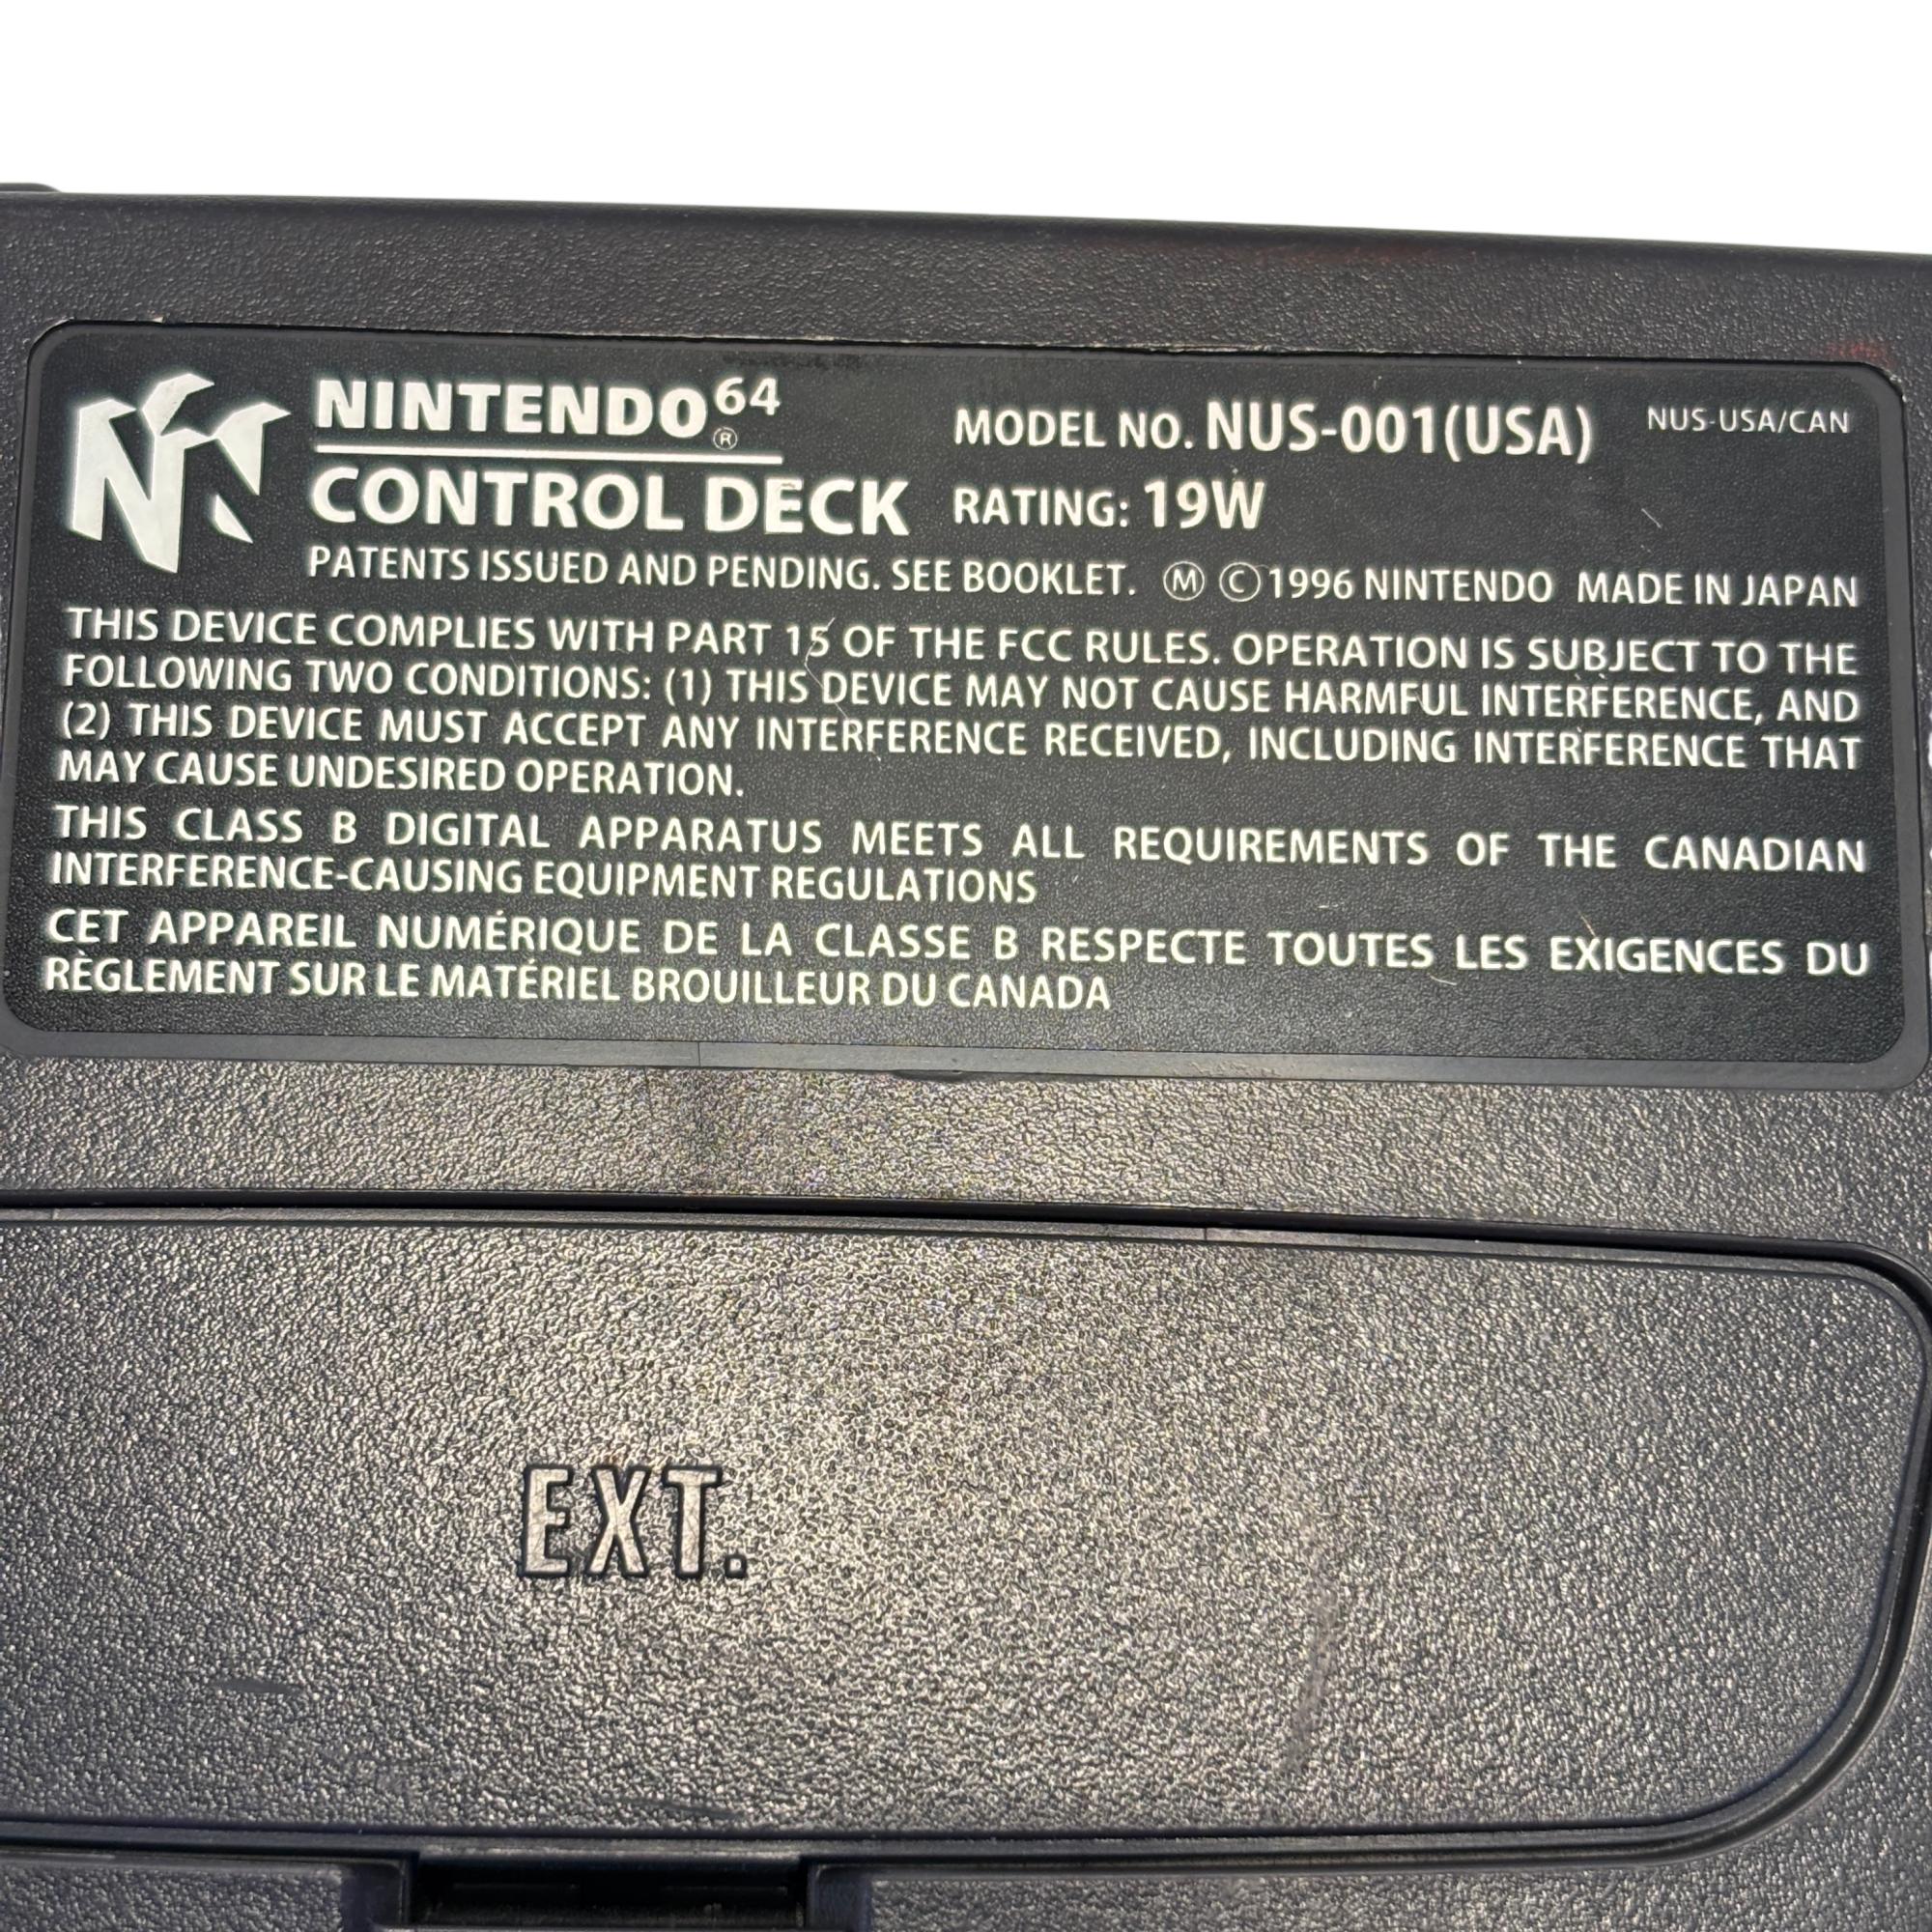 NINTENDO64®
CONTROL DECK
MODEL NO. NUS-001(USA)
NUS-USA/CAN
RATING: 19W
PATENTS ISSUED AND PENDING. SEE BOOKLET. Ⓜ ©1996 NINTENDO MADE IN JAPAN
THIS DEVICE COMPLIES WITH PART 15 OF THE FCC RULES. OPERATION IS SUBJECT TO THE
FOLLOWING TWO CONDITIONS: (1) THIS DEVICE MAY NOT CAUSE HARMFUL INTERFERENCE, AND
(2) THIS DEVICE MUST ACCEPT ANY INTERFERENCE RECEIVED, INCLUDING INTERFERENCE THAT
MAY CAUSE UNDESIRED OPERATION.
THIS CLASS B DIGITAL APPARATUS MEETS ALL REQUIREMENTS OF THE CANADIAN
INTERFERENCE-CAUSING EQUIPMENT REGULATIONS
CET APPAREIL NUMÉRIQUE DE LA CLASSE B RESPECTE TOUTES LES EXIGENCES DU
RÈGLEMENT SUR LE MATÉRIEL BROUILLEUR DU CANADA
EXT.